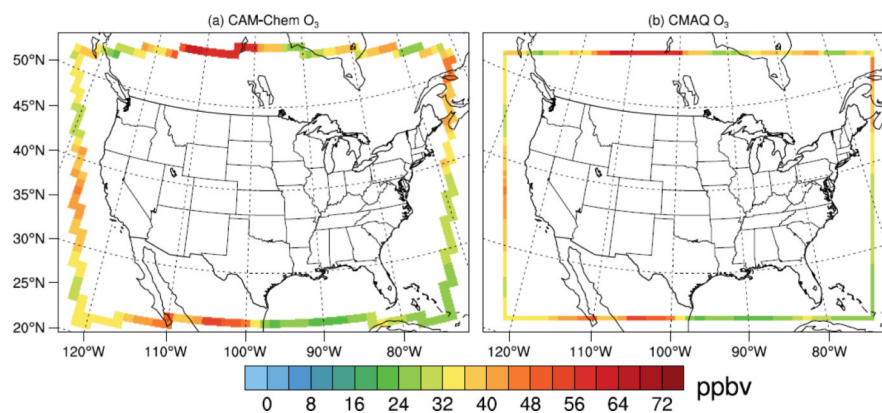 (a) CAM-Chem O₃ (b) CMAQ O₃
50°N
45°N
40°N
35°N
30°N
25°N
20°N
120°W 110°W 100°W 90°W 80°W 120°W 110°W 100°W 90°W 80°W
0 8 16 24 32 40 48 56 64 72 ppbv